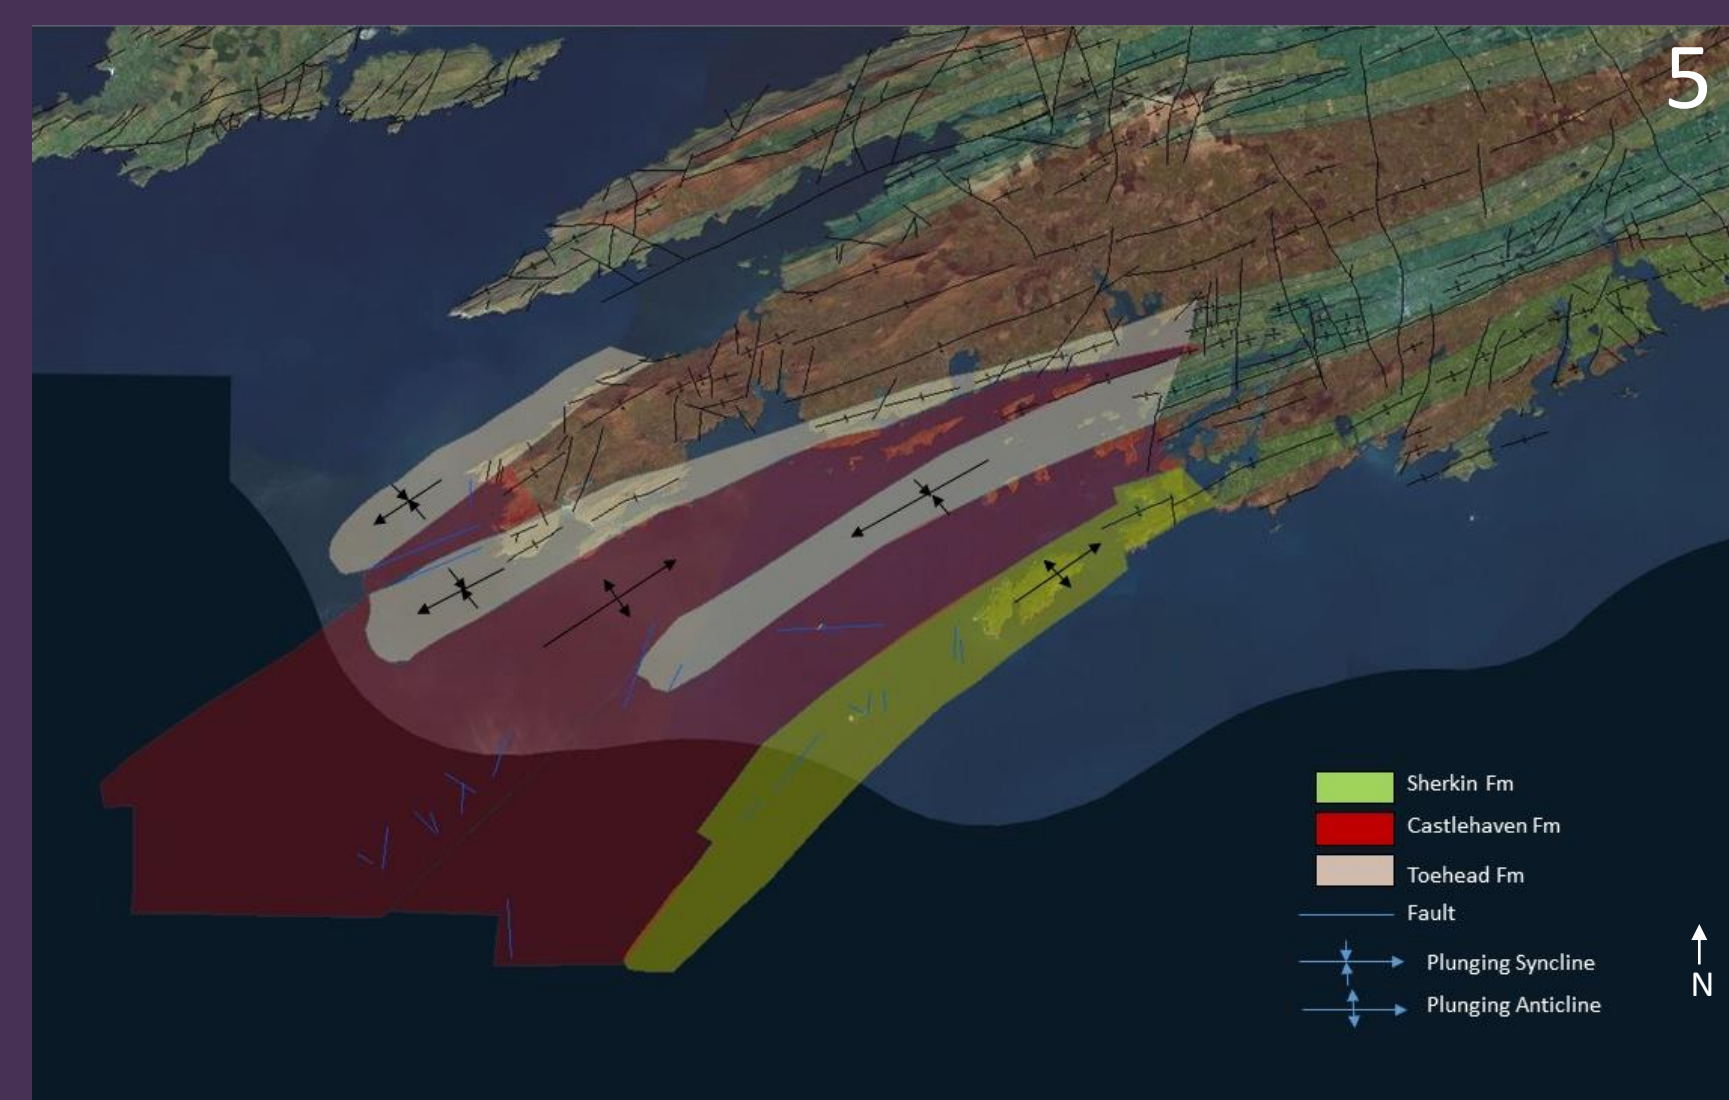 5
Sherkin Fm
Castlehaven Fm
Toehead Fm
Fault
Plunging Syncline
Plunging Anticline
N